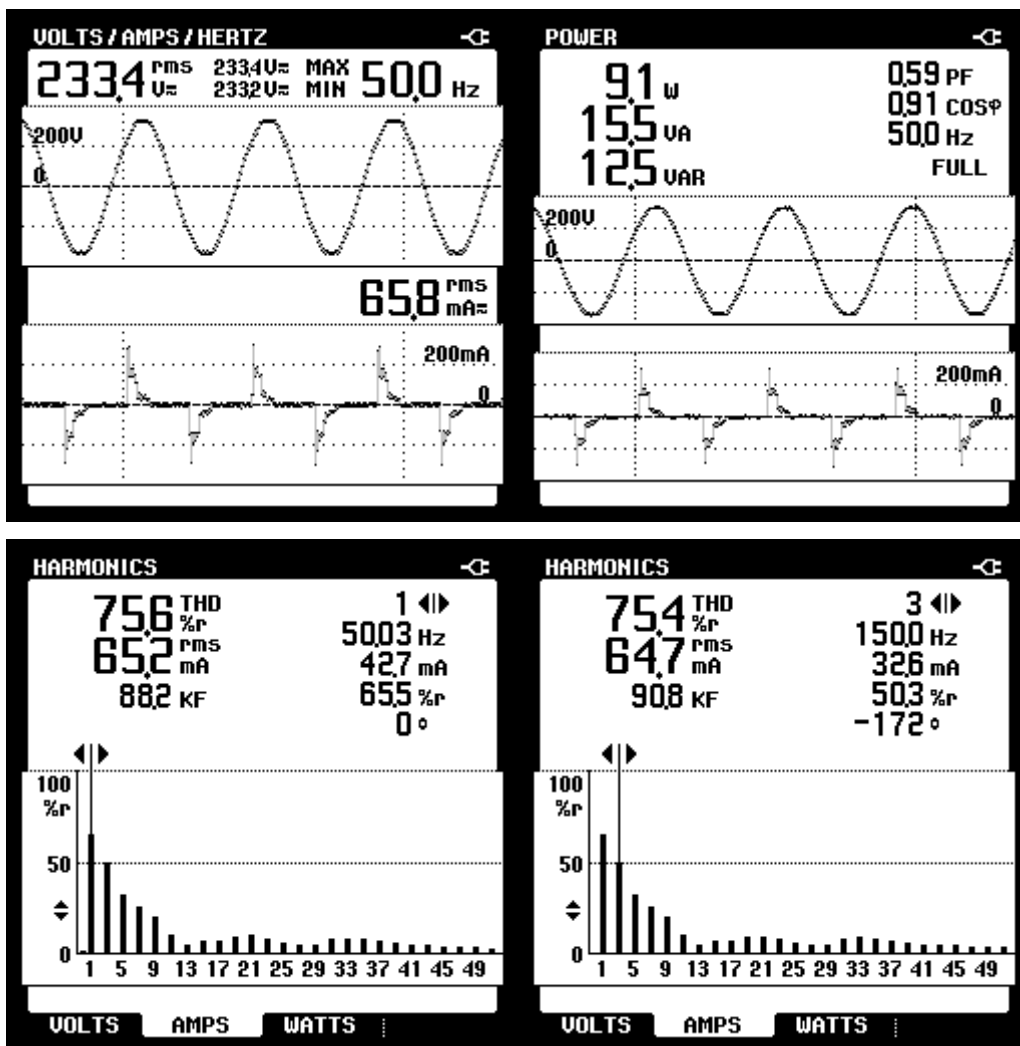 VOLTS/AMPS/HERTZ
233.4 rms V≂ 233.4V≂ MAX 50.0 Hz
233.2V≂ MIN
200V
0
65.8 rms mA≂
200mA
0
POWER
9.1 W
15.5 VA
12.5 VAR
0.59 PF
0.91 COSφ
50.0 Hz
FULL
200V
0
200mA
0
HARMONICS
75.6 THD %r
65.2 rms mA
88.2 KF
1
50.03 Hz
42.7 mA
65.5 %r
0 °
100
%r
50
0
1 5 9 13 17 21 25 29 33 37 41 45 49
VOLTS AMPS WATTS
HARMONICS
75.4 THD %r
64.7 rms mA
90.8 KF
3
150.0 Hz
32.6 mA
50.3 %r
-172 °
100
%r
50
0
1 5 9 13 17 21 25 29 33 37 41 45 49
VOLTS AMPS WATTS